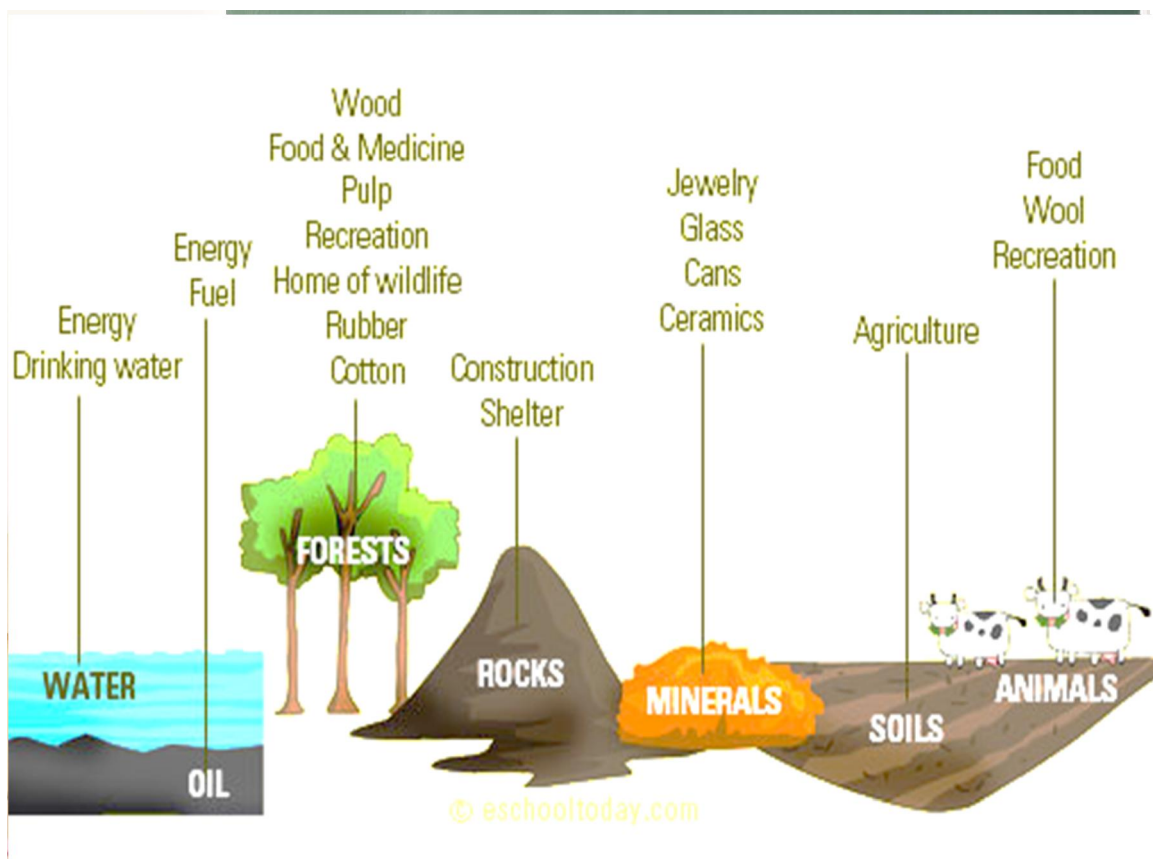 Energy
Drinking water
WATER
Energy
Fuel
OIL
Wood
Food & Medicine
Pulp
Recreation
Home of wildlife
Rubber
Cotton
FORESTS
Construction
Shelter
ROCKS
Jewelry
Glass
Cans
Ceramics
MINERALS
Agriculture
SOILS
Food
Wool
Recreation
ANIMALS
© eschooltoday.com